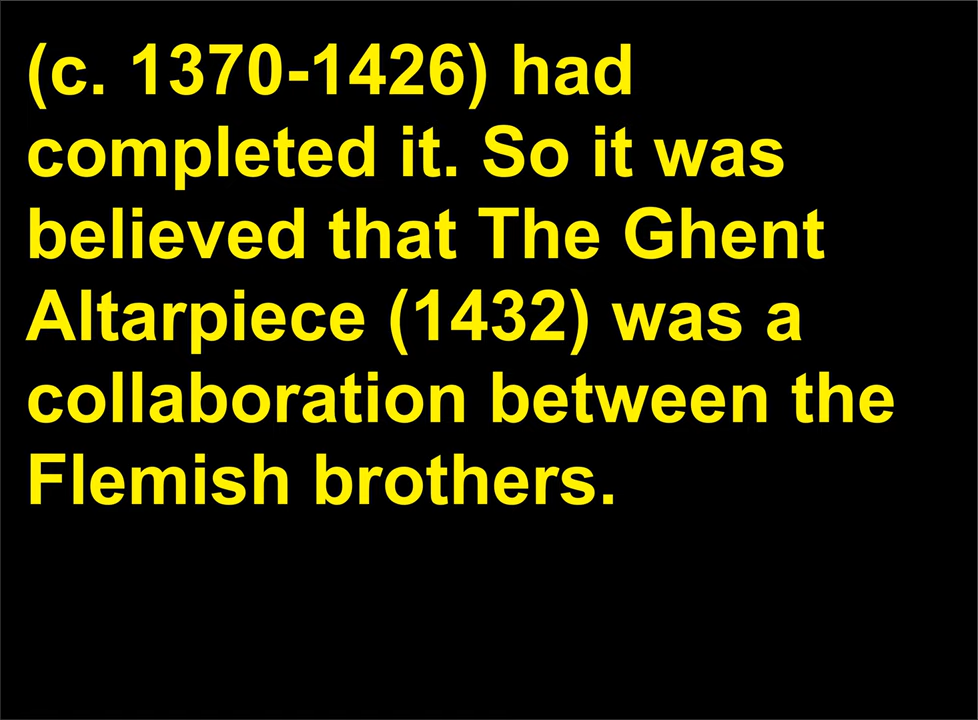 (c. 1370-1426) had
completed it. So it was
believed that The Ghent
Altarpiece (1432) was a
collaboration between the
Flemish brothers.